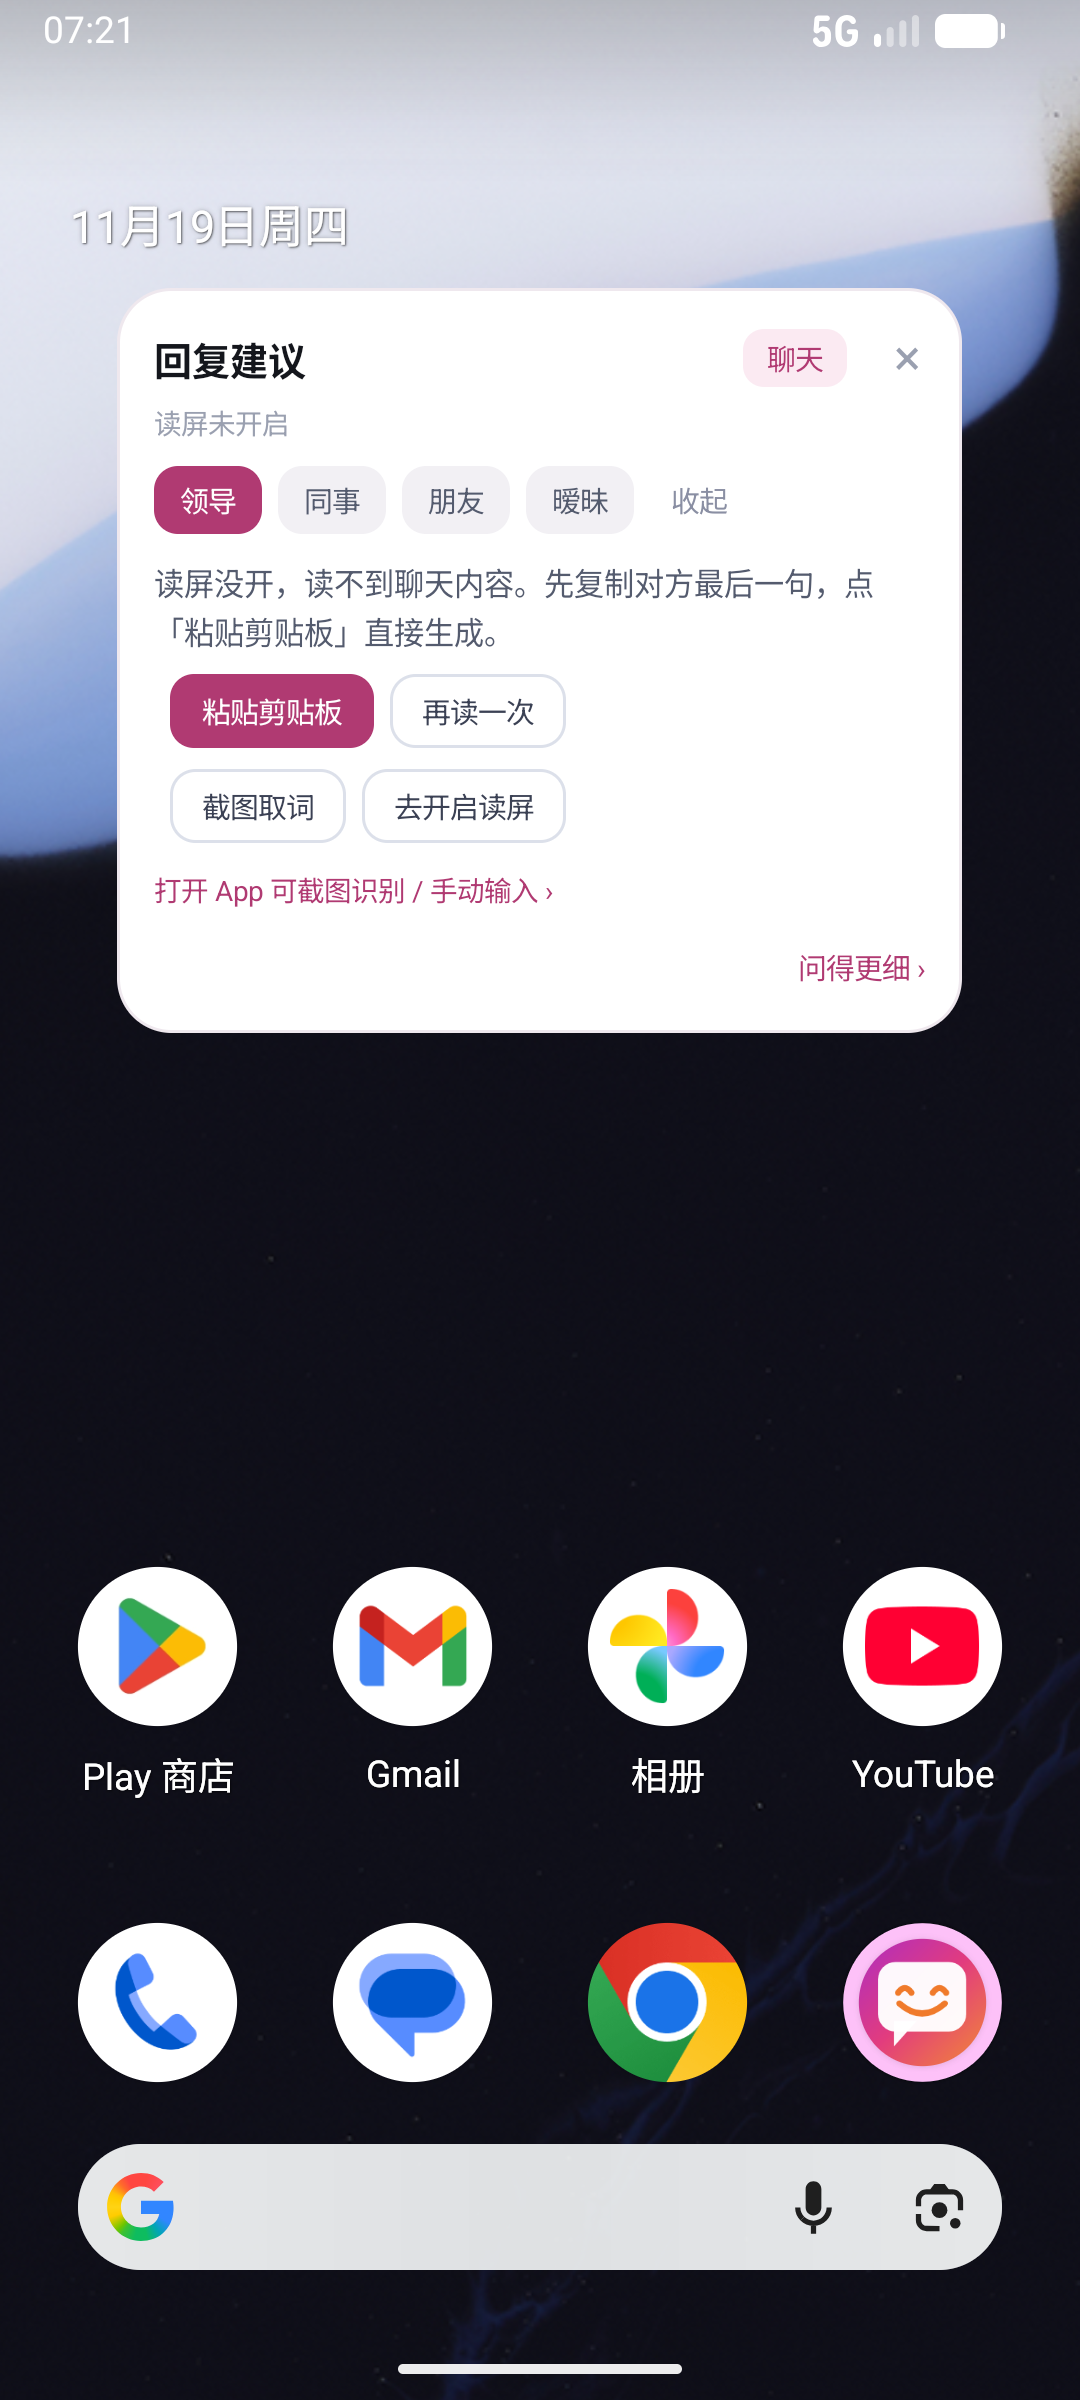 07:21
5G
11月19日周四
回复建议
聊天
×
读屏未开启
领导
同事
朋友
暧昧
收起
读屏没开，读不到聊天内容。先复制对方最后一句，点
「粘贴剪贴板」直接生成。
粘贴剪贴板
再读一次
截图取词
去开启读屏
打开 App 可截图识别 / 手动输入 ›
问得更细 ›
Play 商店
Gmail
相册
YouTube